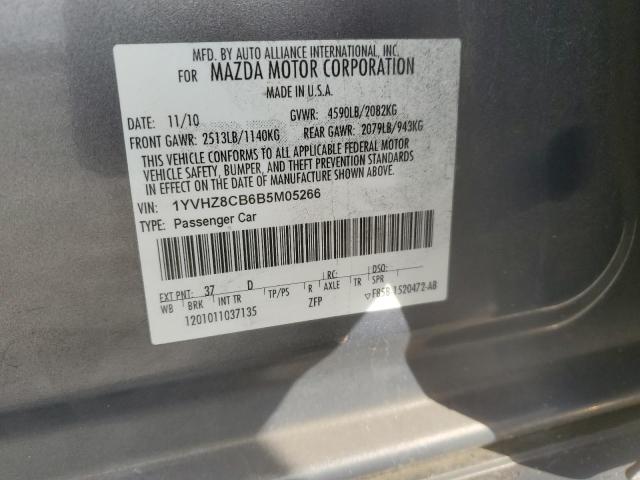 MFD. BY AUTO ALLIANCE INTERNATIONAL, INC.
FOR MAZDA MOTOR CORPORATION
MADE IN U.S.A.
DATE: 11/10 GVWR: 4590LB/2082KG
FRONT GAWR: 2513LB/1140KG REAR GAWR: 2079LB/943KG
THIS VEHICLE CONFORMS TO ALL APPLICABLE FEDERAL MOTOR
VEHICLE SAFETY, BUMPER, AND THEFT PREVENTION STANDARDS
IN EFFECT ON THE DATE OF MANUFACTURE SHOWN ABOVE.
VIN: 1YVHZ8CB6B5M05266
TYPE: Passenger Car
EXT PNT: 37 D RC: DSO:
WB BRK INT TR TP/PS R AXLE TR SPR
ZFP F85B 1520472-AB
1201011037135